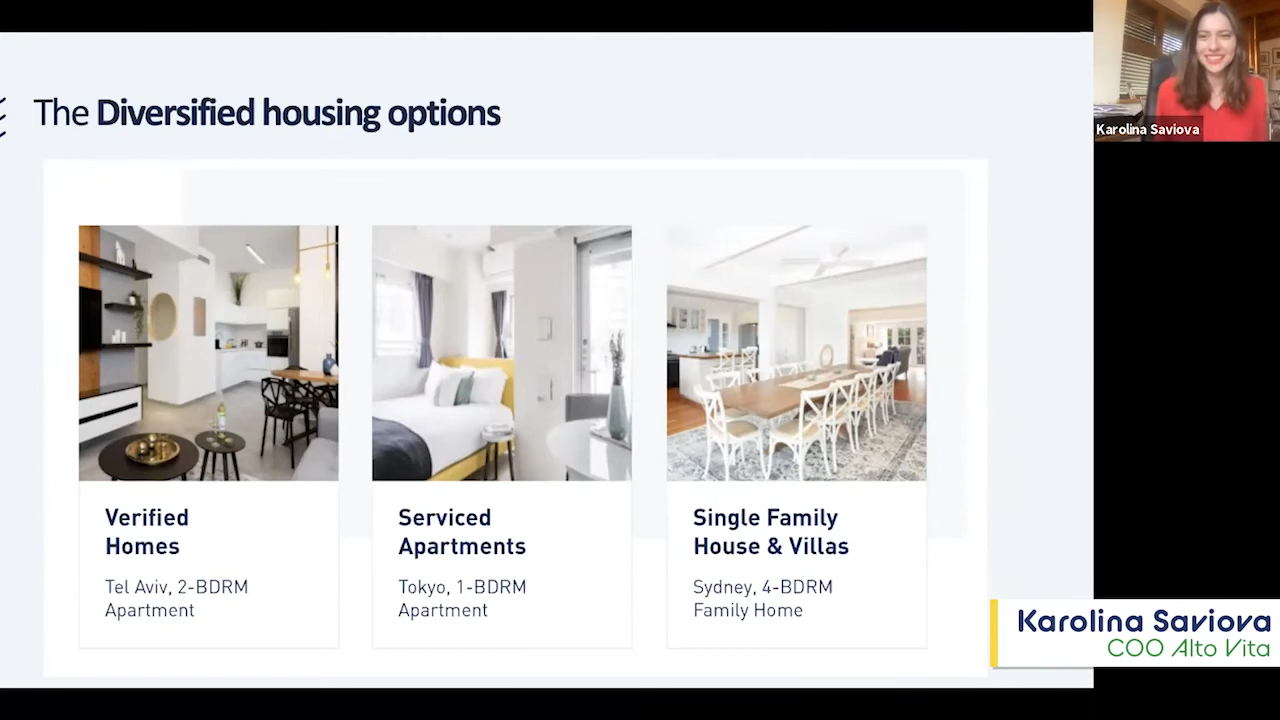 The Diversified housing options
Karolina Saviova
Verified
Homes
Tel Aviv, 2-BDRM
Apartment
Serviced
Apartments
Tokyo, 1-BDRM
Apartment
Single Family
House & Villas
Sydney, 4-BDRM
Family Home
Karolina Saviova
COO Alto Vita